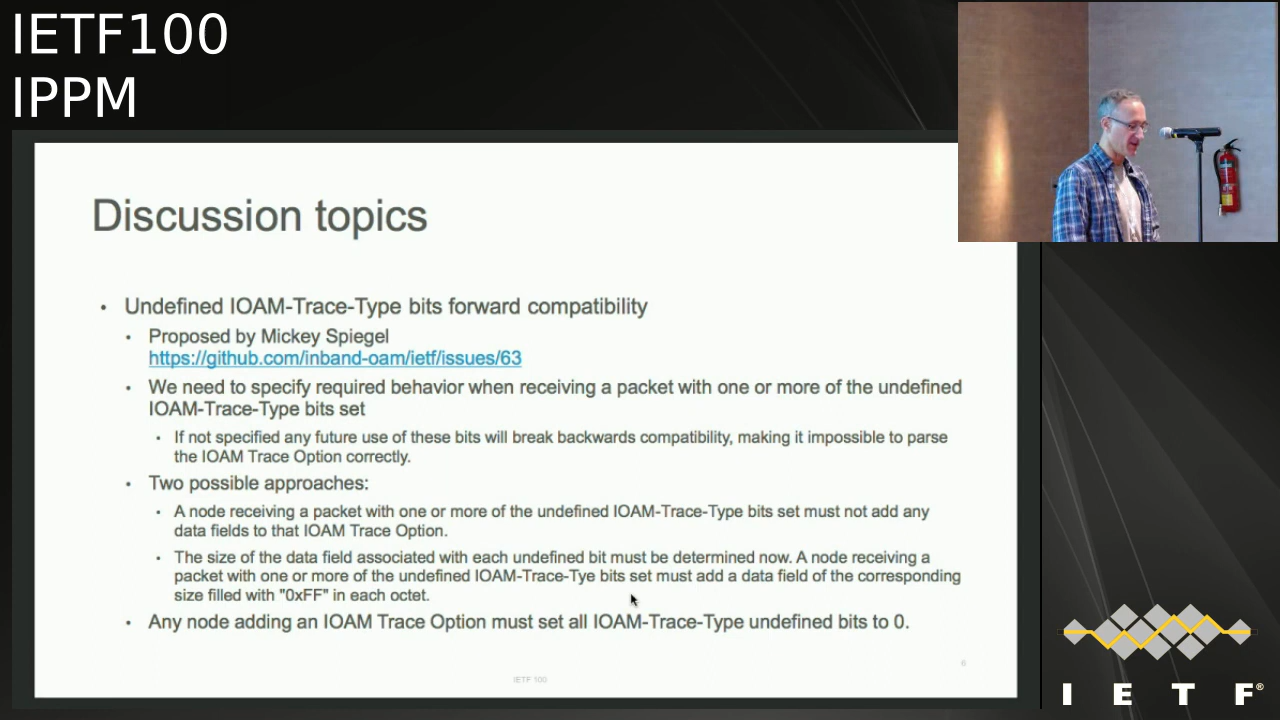 IETF100
IPPM
Discussion topics
• Undefined IOAM-Trace-Type bits forward compatibility
• Proposed by Mickey Spiegel
https://github.com/inband-oam/ietf/issues/63
• We need to specify required behavior when receiving a packet with one or more of the undefined
IOAM-Trace-Type bits set
• If not specified any future use of these bits will break backwards compatibility, making it impossible to parse
the IOAM Trace Option correctly.
• Two possible approaches:
• A node receiving a packet with one or more of the undefined IOAM-Trace-Type bits set must not add any
data fields to that IOAM Trace Option.
• The size of the data field associated with each undefined bit must be determined now. A node receiving a
packet with one or more of the undefined IOAM-Trace-Tye bits set must add a data field of the corresponding
size filled with "0xFF" in each octet.
• Any node adding an IOAM Trace Option must set all IOAM-Trace-Type undefined bits to 0.
6
IETF 100
I E T F®